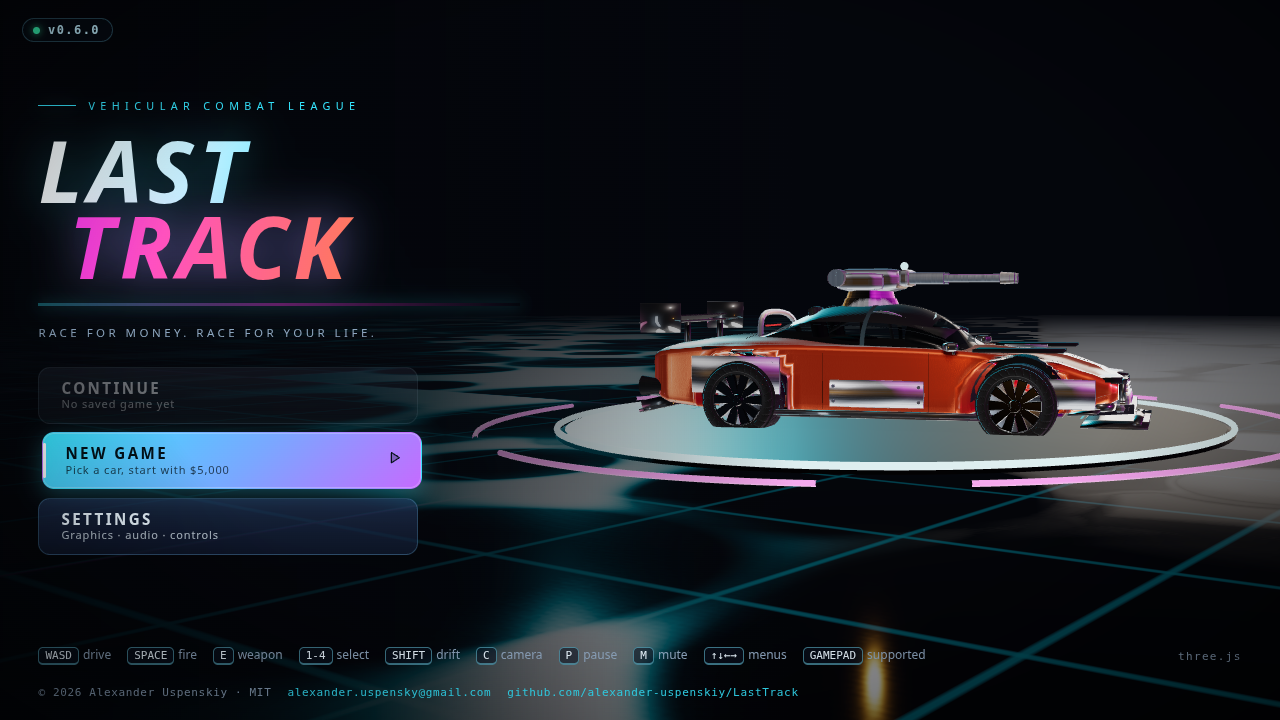 v0.6.0
VEHICULAR COMBAT LEAGUE
LAST
TRACK
RACE FOR MONEY. RACE FOR YOUR LIFE.
CONTINUE
No saved game yet
NEW GAME
Pick a car, start with $5,000
SETTINGS
Graphics · audio · controls
WASD drive SPACE fire E weapon 1-4 select SHIFT drift C camera P pause M mute ↑↓←→ menus GAMEPAD supported
three.js
© 2026 Alexander Uspenskiy · MIT alexander.uspensky@gmail.com github.com/alexander-uspenskiy/LastTrack